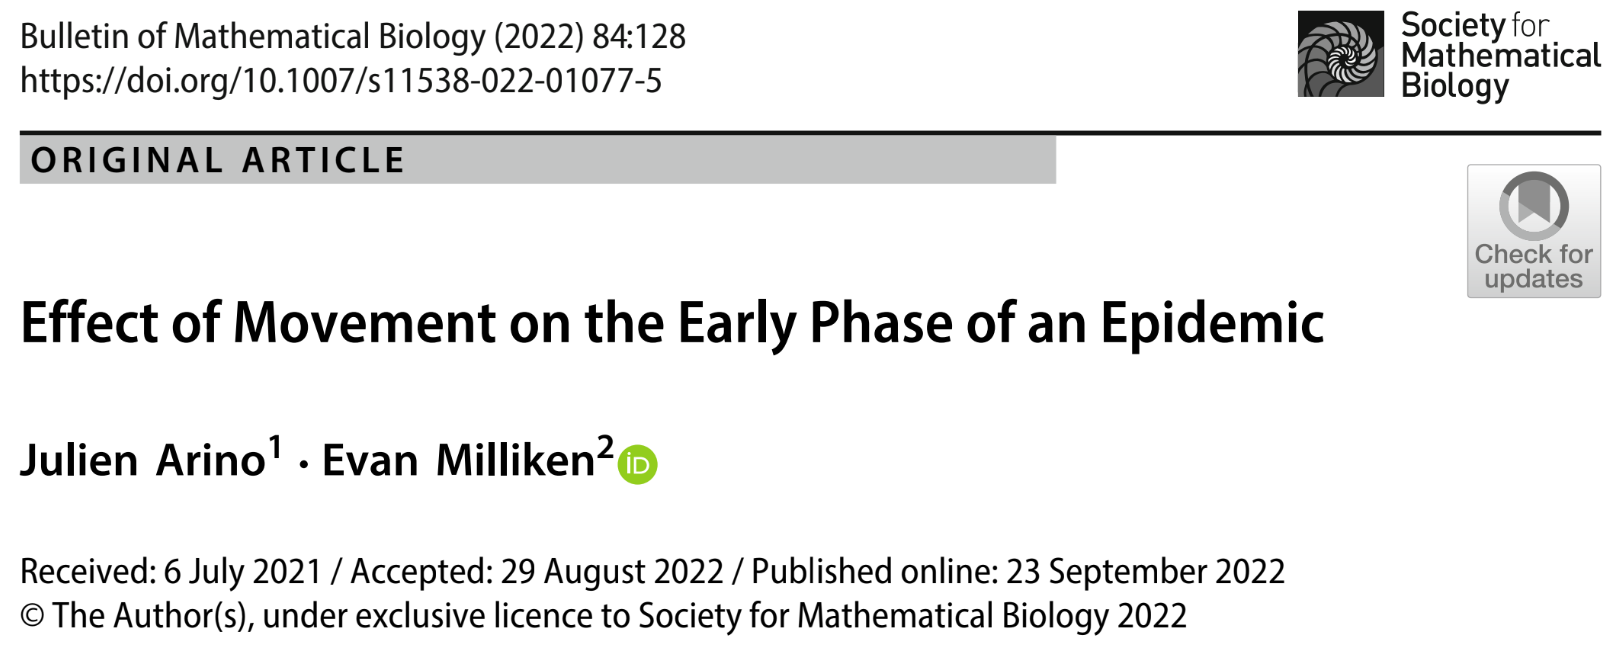 Bulletin of Mathematical Biology (2022) 84:128
https://doi.org/10.1007/s11538-022-01077-5
Society for
Mathematical
Biology
ORIGINAL ARTICLE
Check for
updates
Effect of Movement on the Early Phase of an Epidemic
Julien Arino¹ · Evan Milliken² iD
Received: 6 July 2021 / Accepted: 29 August 2022 / Published online: 23 September 2022
© The Author(s), under exclusive licence to Society for Mathematical Biology 2022